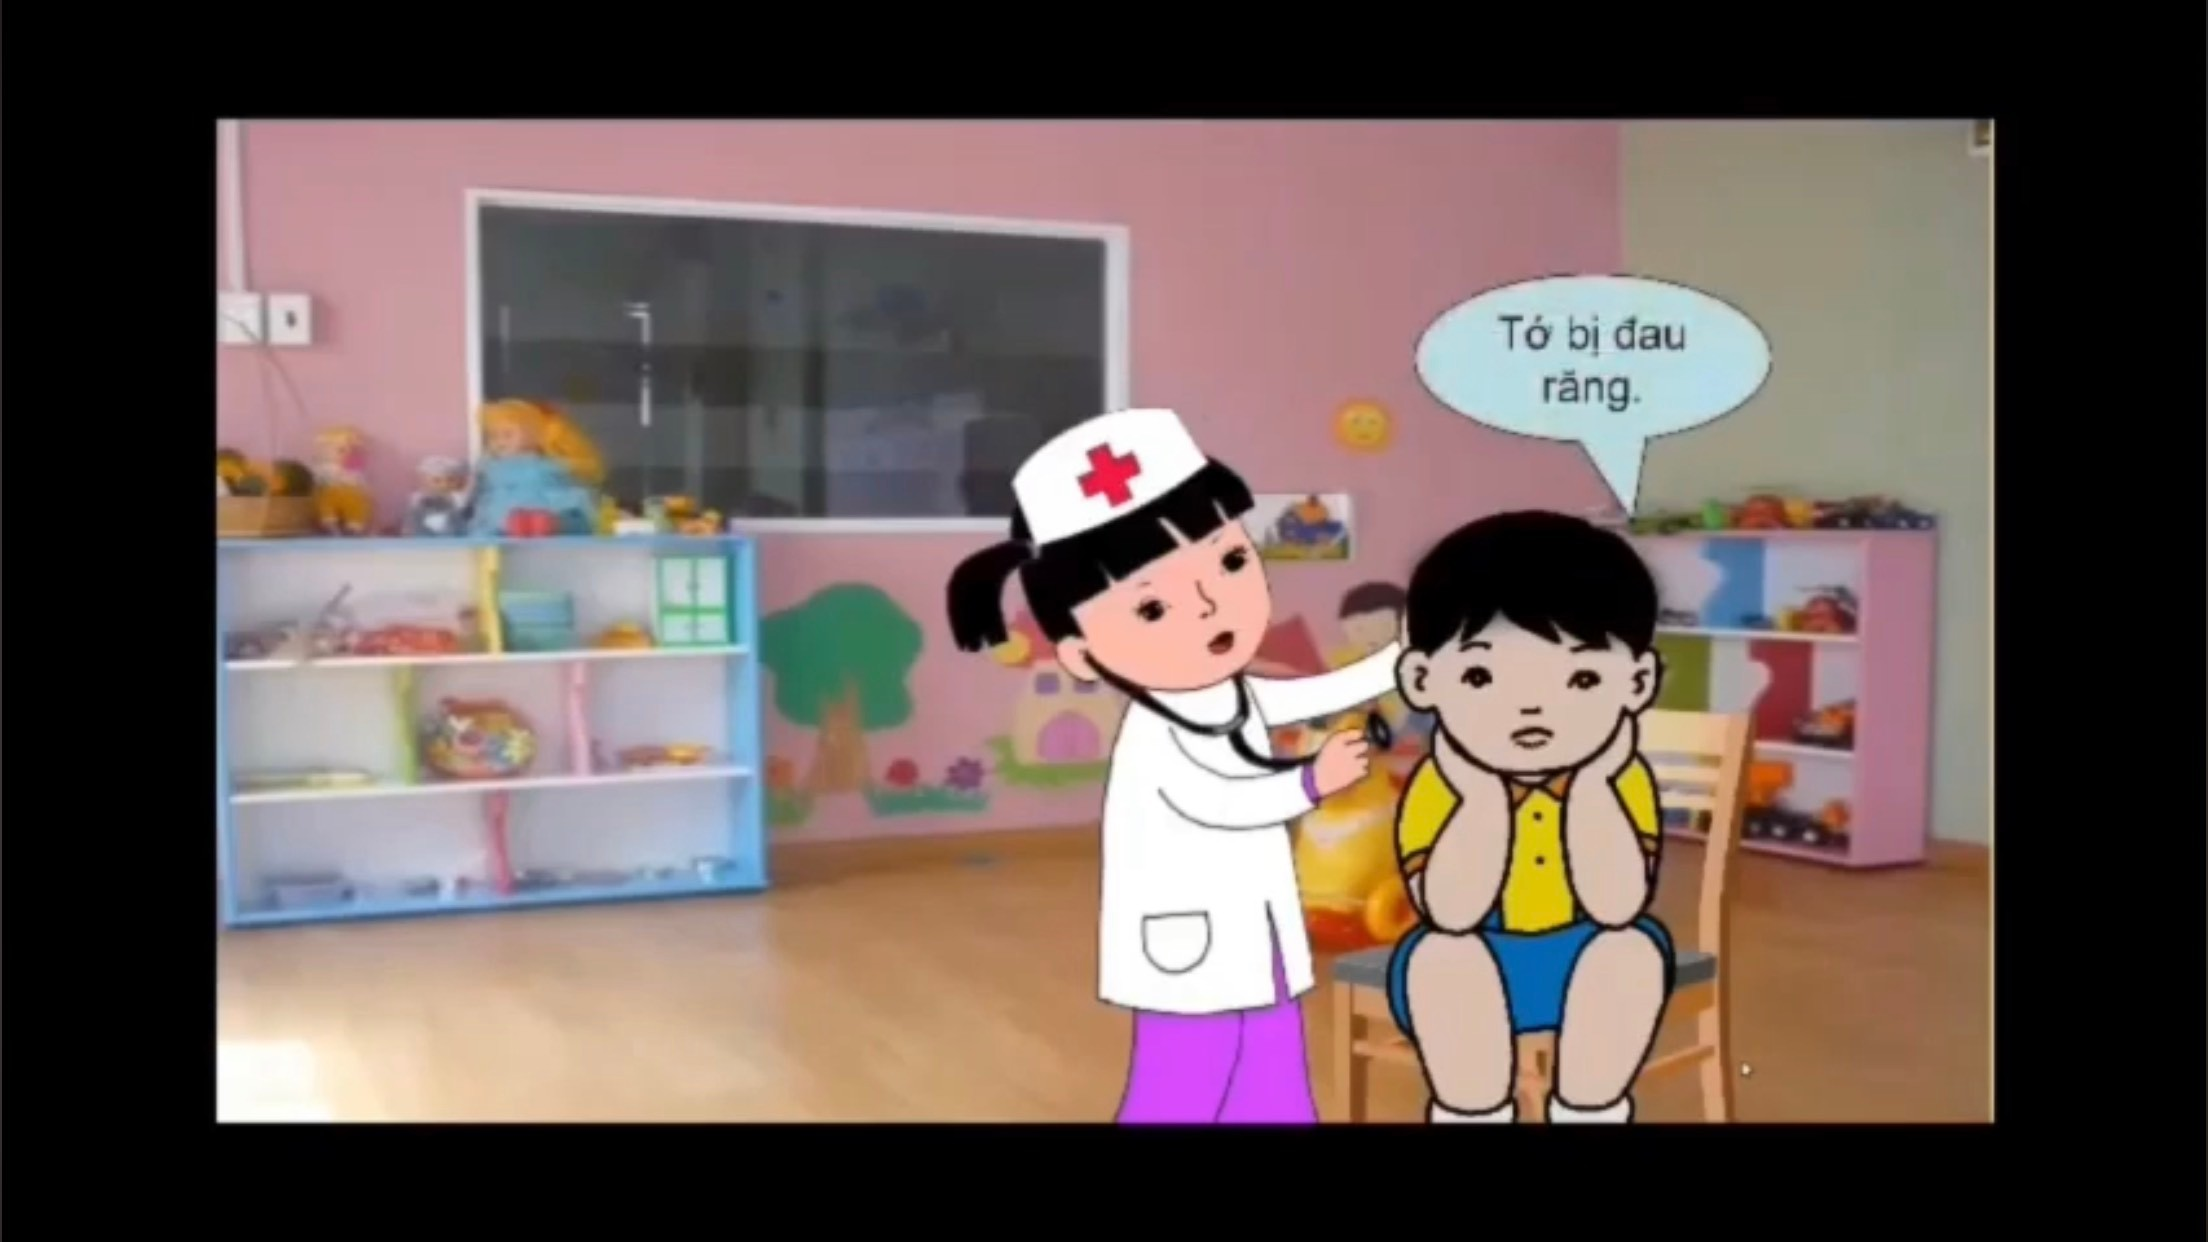 Tớ bị đau
răng.